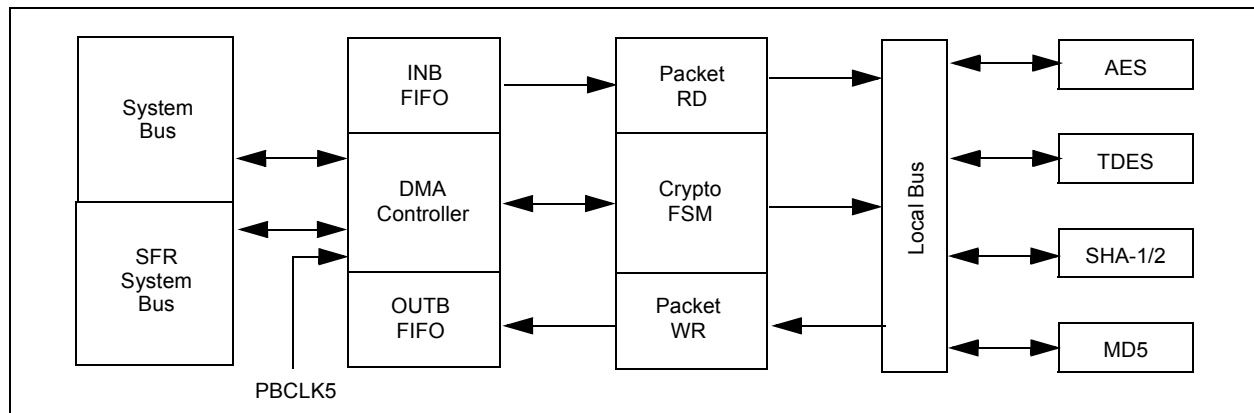 System
Bus
SFR
System
Bus
PBCLK5
INB
FIFO
DMA
Controller
OUTB
FIFO
Packet
RD
Crypto
FSM
Packet
WR
Local Bus
AES
TDES
SHA-1/2
MD5